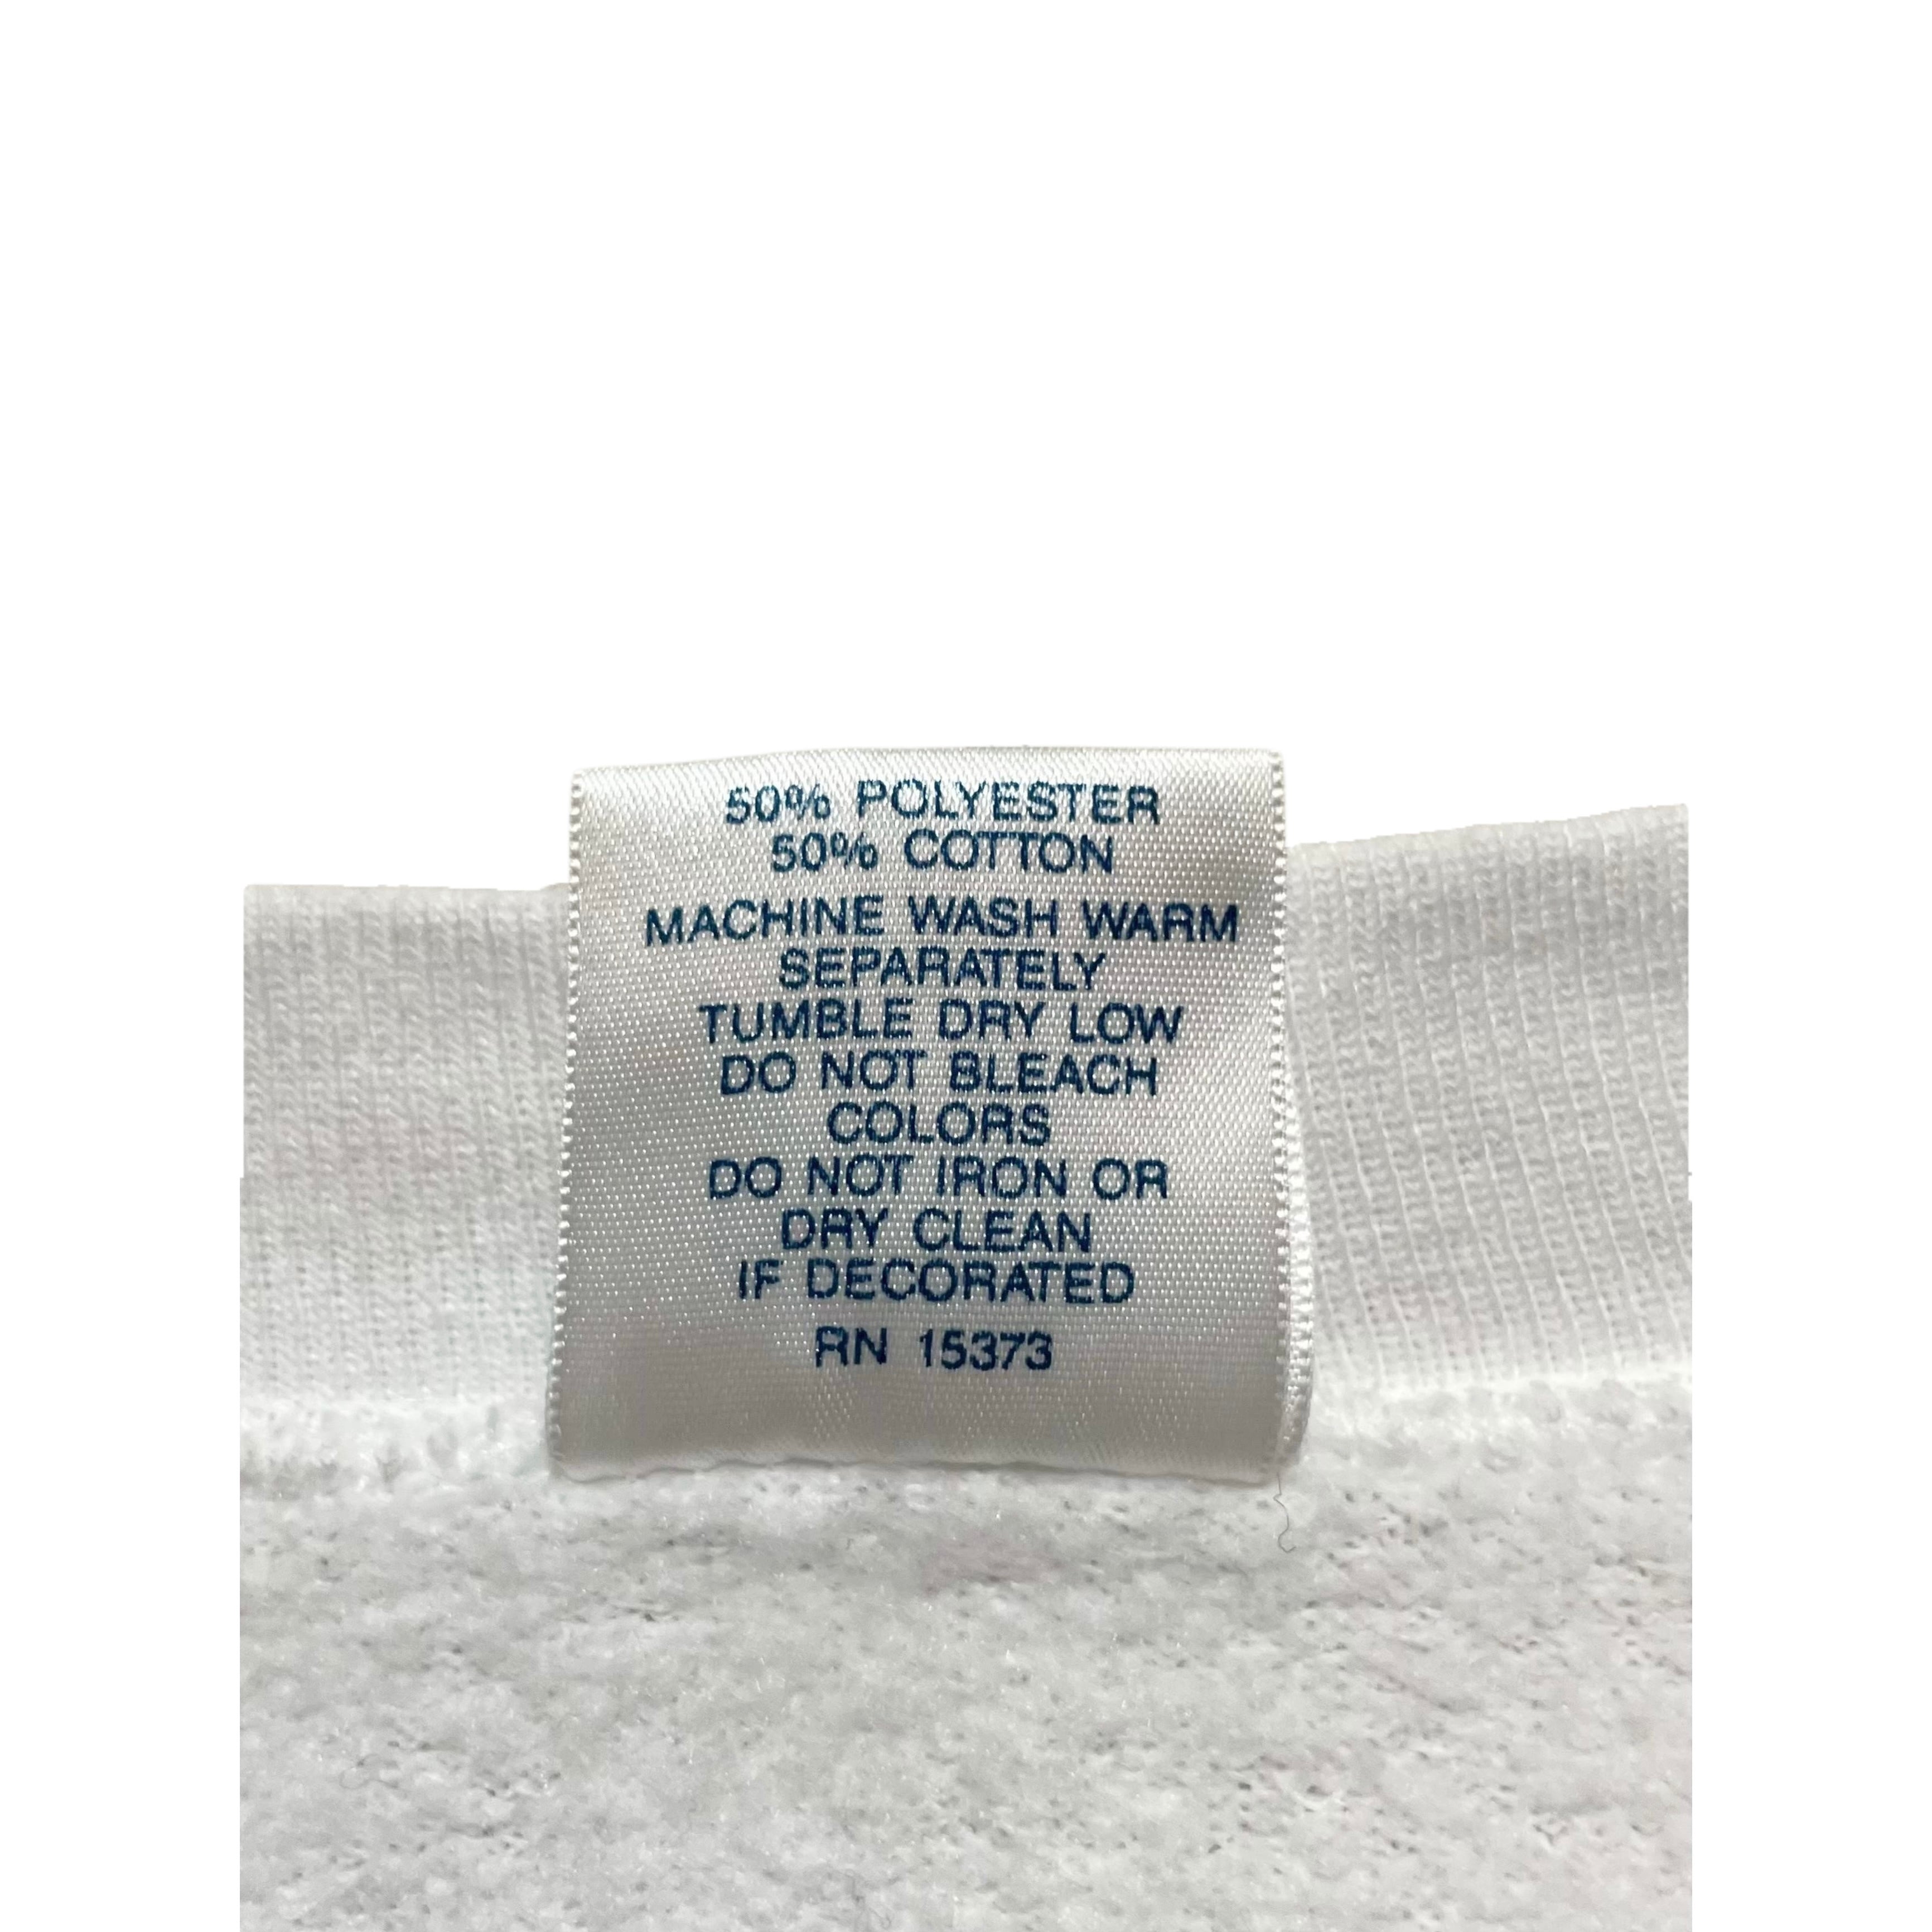 50% POLYESTER
50% COTTON
MACHINE WASH WARM
SEPARATELY
TUMBLE DRY LOW
DO NOT BLEACH
COLORS
DO NOT IRON OR
DRY CLEAN
IF DECORATED
RN 15373